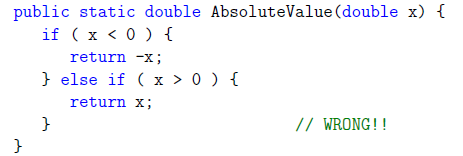 public static double AbsoluteValue(double x) {
   if ( x < 0 ) {
      return -x;
   } else if ( x > 0 ) {
      return x;
   }                          // WRONG!!
}